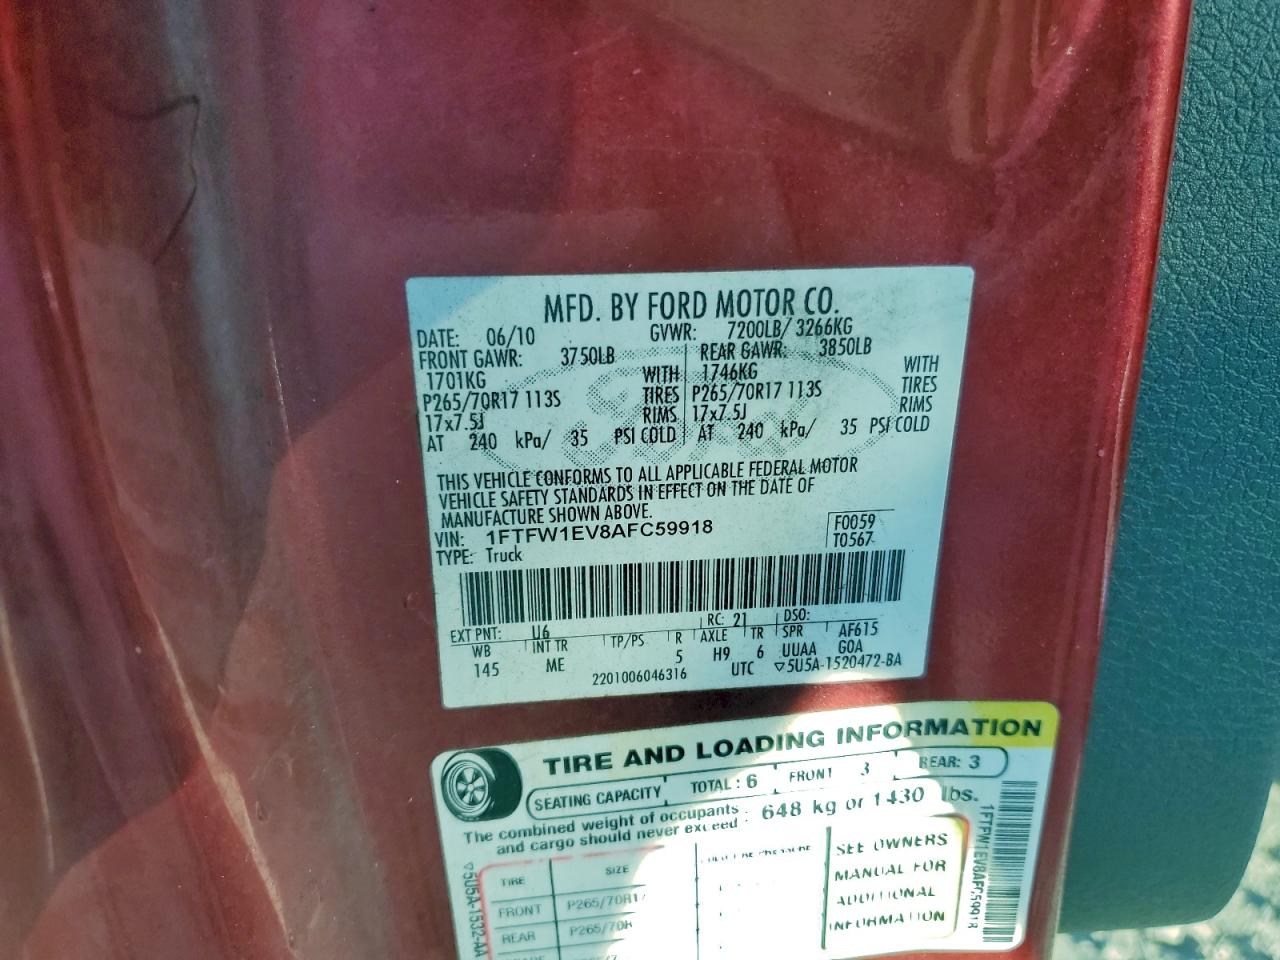 MFD. BY FORD MOTOR CO.
DATE: 06/10 GVWR: 7200LB/ 3266KG
FRONT GAWR: 3750LB REAR GAWR: 3850LB
1701KG WITH 1746KG WITH
P265/70R17 113S TIRES P265/70R17 113S TIRES
17x7.5J RIMS 17x7.5J RIMS
AT 240 kPa/ 35 PSI COLD AT 240 kPa/ 35 PSI COLD
THIS VEHICLE CONFORMS TO ALL APPLICABLE FEDERAL MOTOR
VEHICLE SAFETY STANDARDS IN EFFECT ON THE DATE OF
MANUFACTURE SHOWN ABOVE.
VIN: 1FTFW1EV8AFC59918 F0059
TYPE: Truck T0567
EXT PNT: U6 RC: 21 DSO:
WB INT TR TP/PS R AXLE TR SPR AF615
145 ME 5 H9 6 UUAA GOA
2201006046316 UTC ▽5U5A-1520472-BA
TIRE AND LOADING INFORMATION
SEATING CAPACITY TOTAL : 6 FRONT 3 REAR: 3
The combined weight of occupants
and cargo should never exceed : 648 kg or 1430 lbs.
TIRE SIZE SEE OWNERS
FRONT P265/70R1 MANUAL FOR
REAR P265/70R ADDITIONAL
INFORMATION
▽5U5A-1532-AA
1FTFW1EV8AFC59918